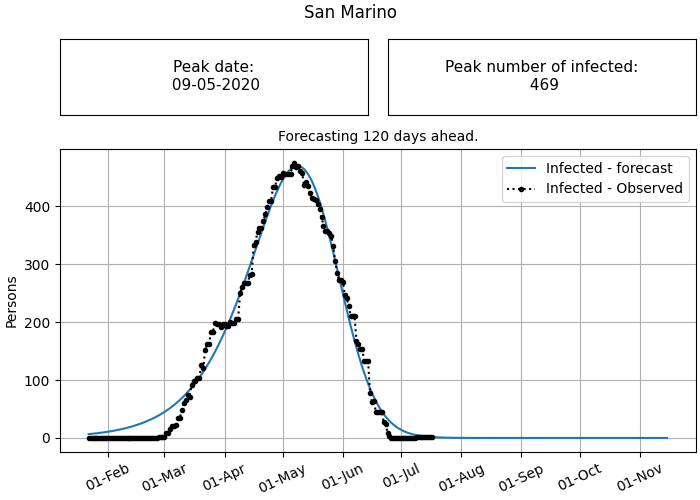 San Marino
Peak date:
09-05-2020
Peak number of infected:
469
Forecasting 120 days ahead.
Infected - forecast
Infected - Observed
Persons
400
300
200
100
0
01-Feb
01-Mar
01-Apr
01-May
01-Jun
01-Jul
01-Aug
01-Sep
01-Oct
01-Nov